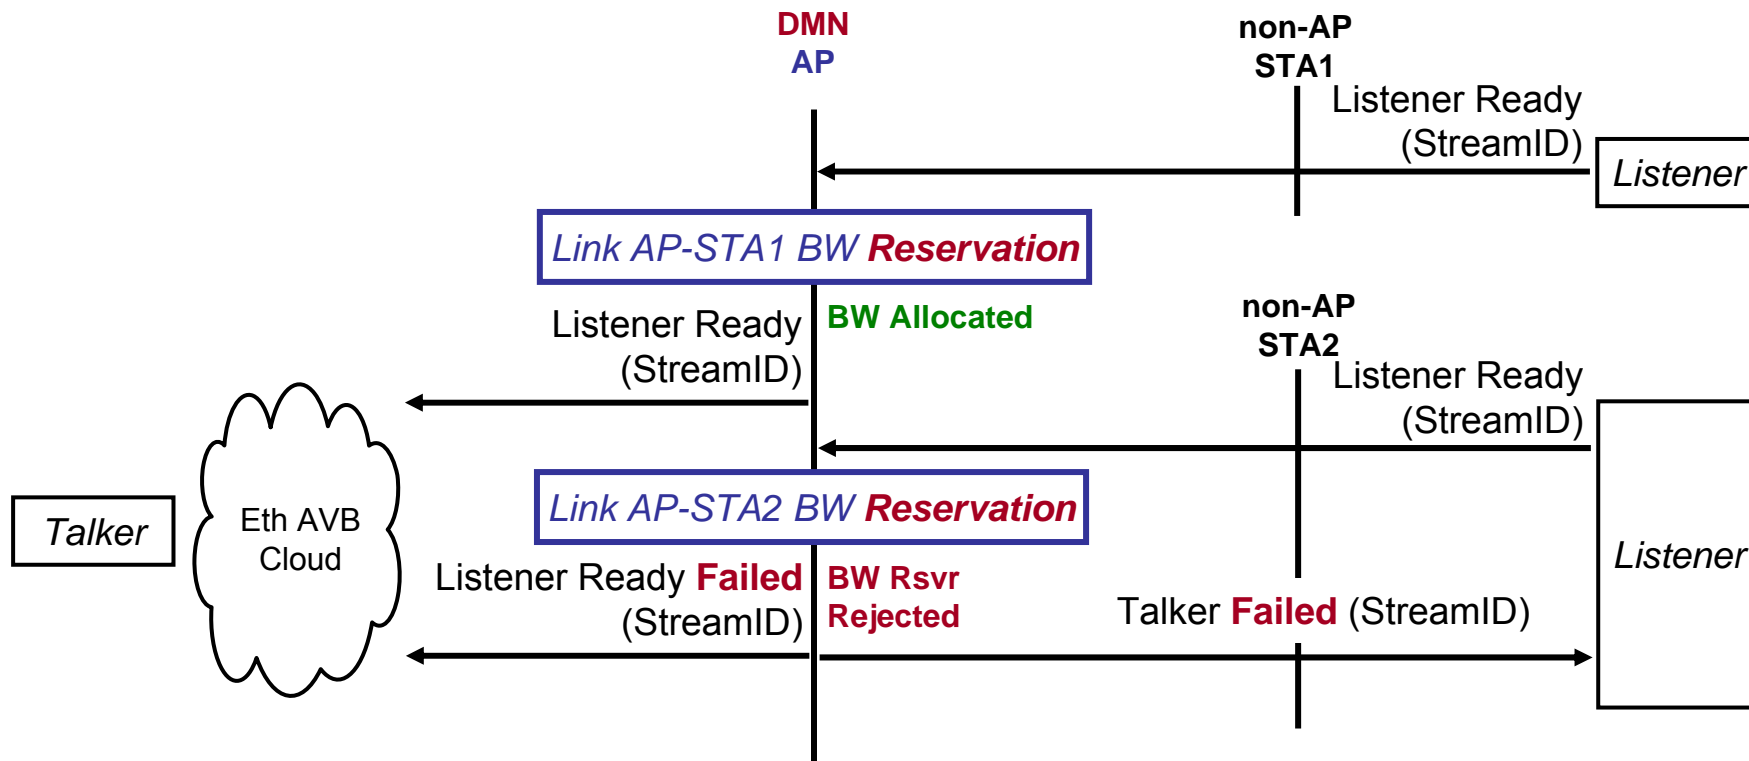 DMN
AP
non-AP
STA1
Listener Ready
(StreamID)
Listener
Link AP-STA1 BW Reservation
BW Allocated
Listener Ready
(StreamID)
non-AP
STA2
Listener Ready
(StreamID)
Link AP-STA2 BW Reservation
Talker
Eth AVB
Cloud
Listener
Listener Ready Failed
(StreamID)
BW Rsvr
Rejected
Talker Failed (StreamID)